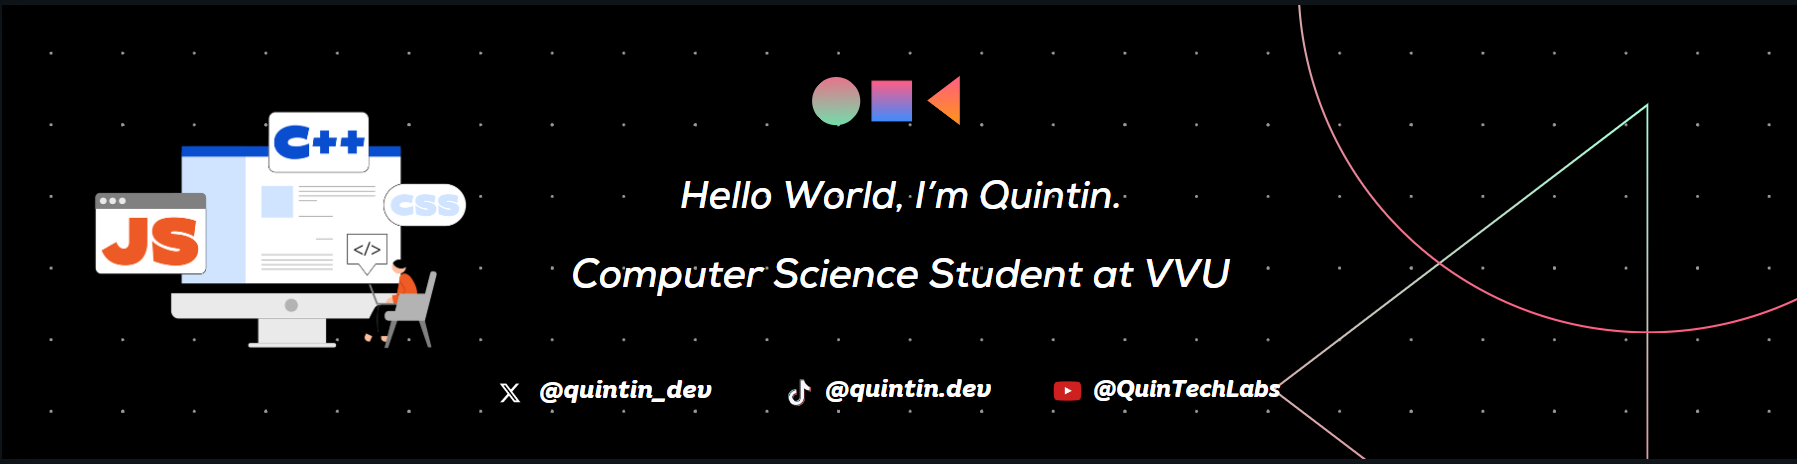 C++
CSS
JS
</>
Hello World, I'm Quintin.
Computer Science Student at VVU
@quintin_dev
@quintin.dev
@QuinTechLabs